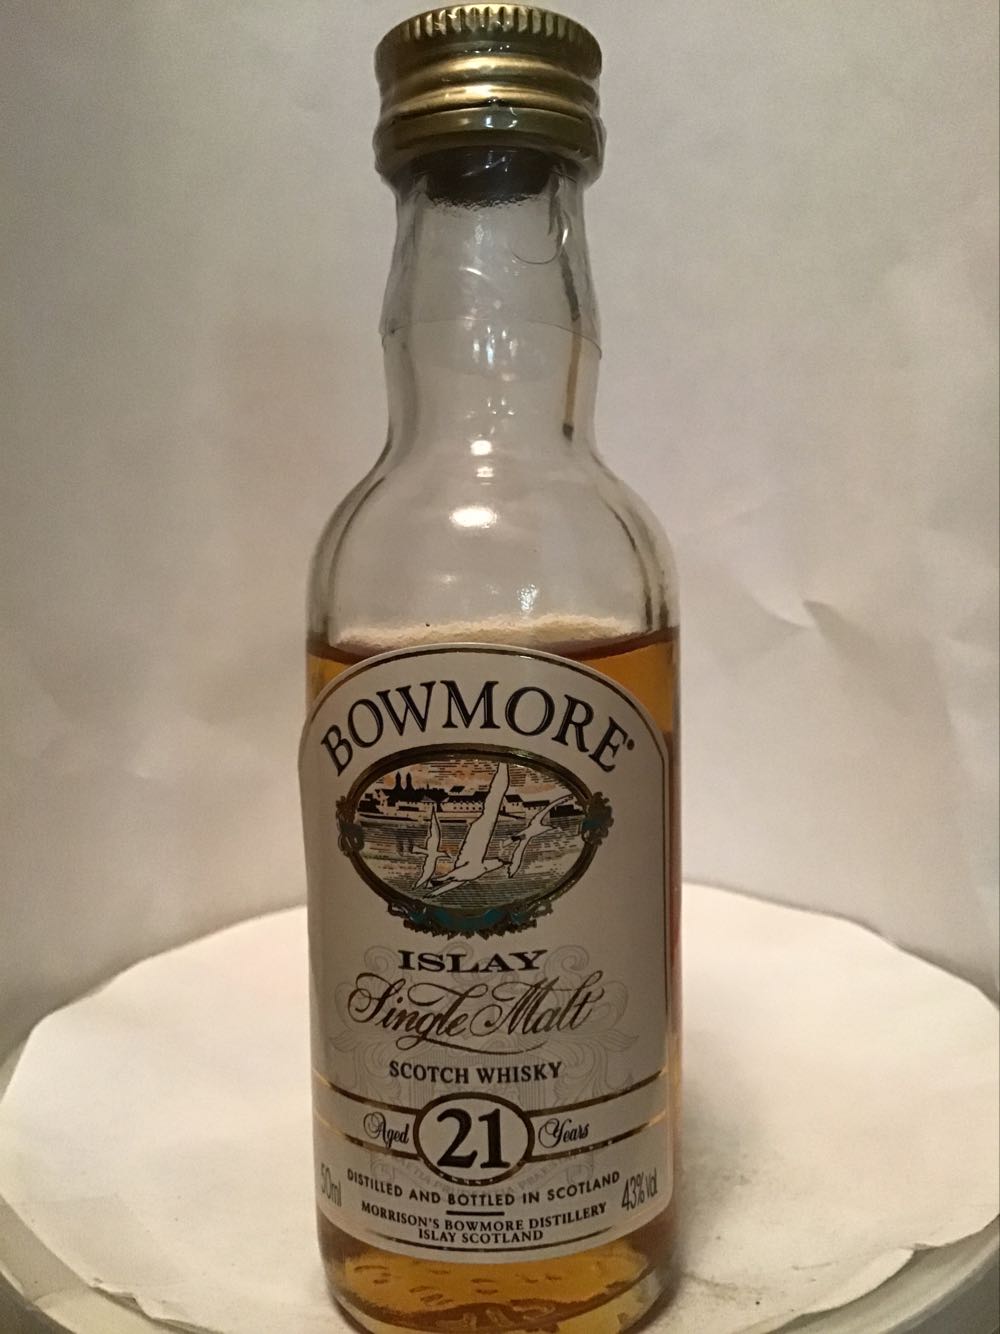 BOWMORE
ISLAY
Single Malt
SCOTCH WHISKY
Aged 21 Years
50ml
DISTILLED AND BOTTLED IN SCOTLAND
43% Vol
MORRISON'S BOWMORE DISTILLERY
ISLAY SCOTLAND